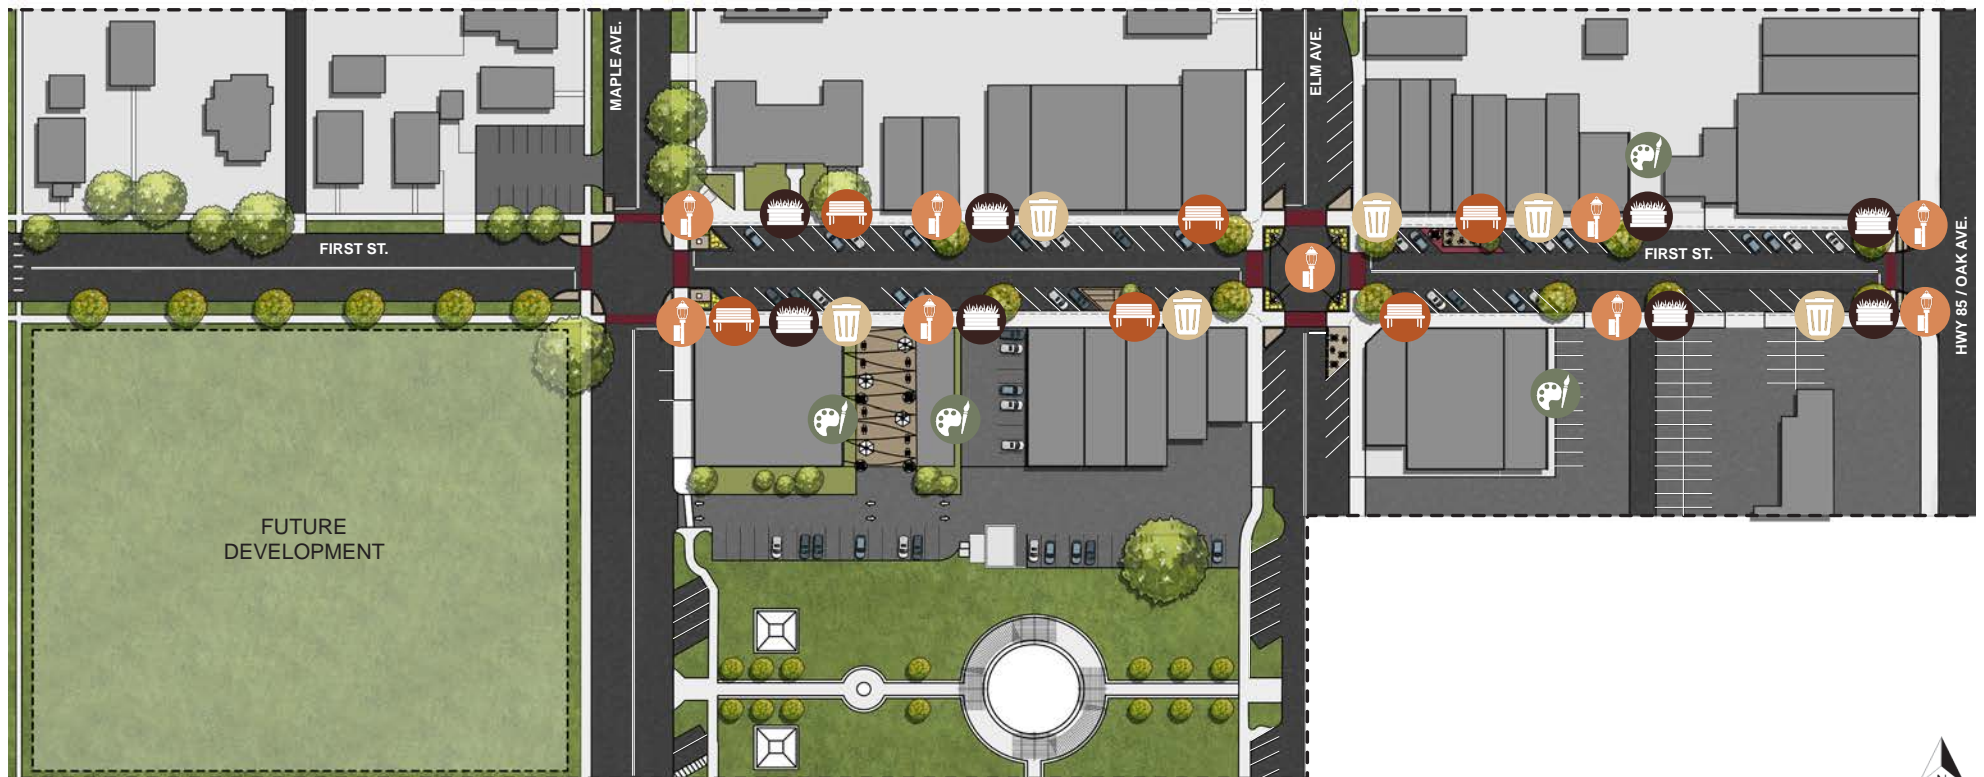 MAPLE AVE.
ELM AVE.
FIRST ST.
FIRST ST.
HWY 85 / OAK AVE.
FUTURE
DEVELOPMENT
N